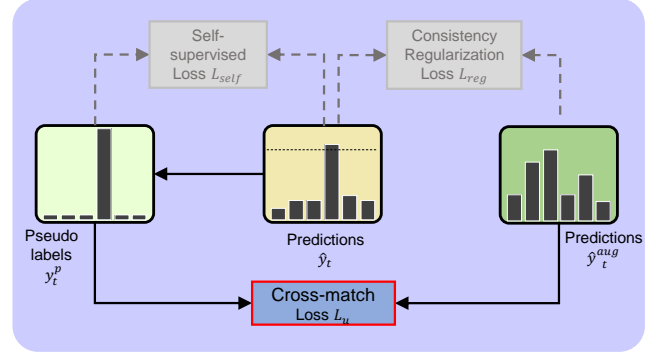 Self-
supervised
Loss L_self
Consistency
Regularization
Loss L_reg
Pseudo
labels
y_t^p
Predictions
ŷ_t
Predictions
ŷ_t^aug
Cross-match
Loss L_u